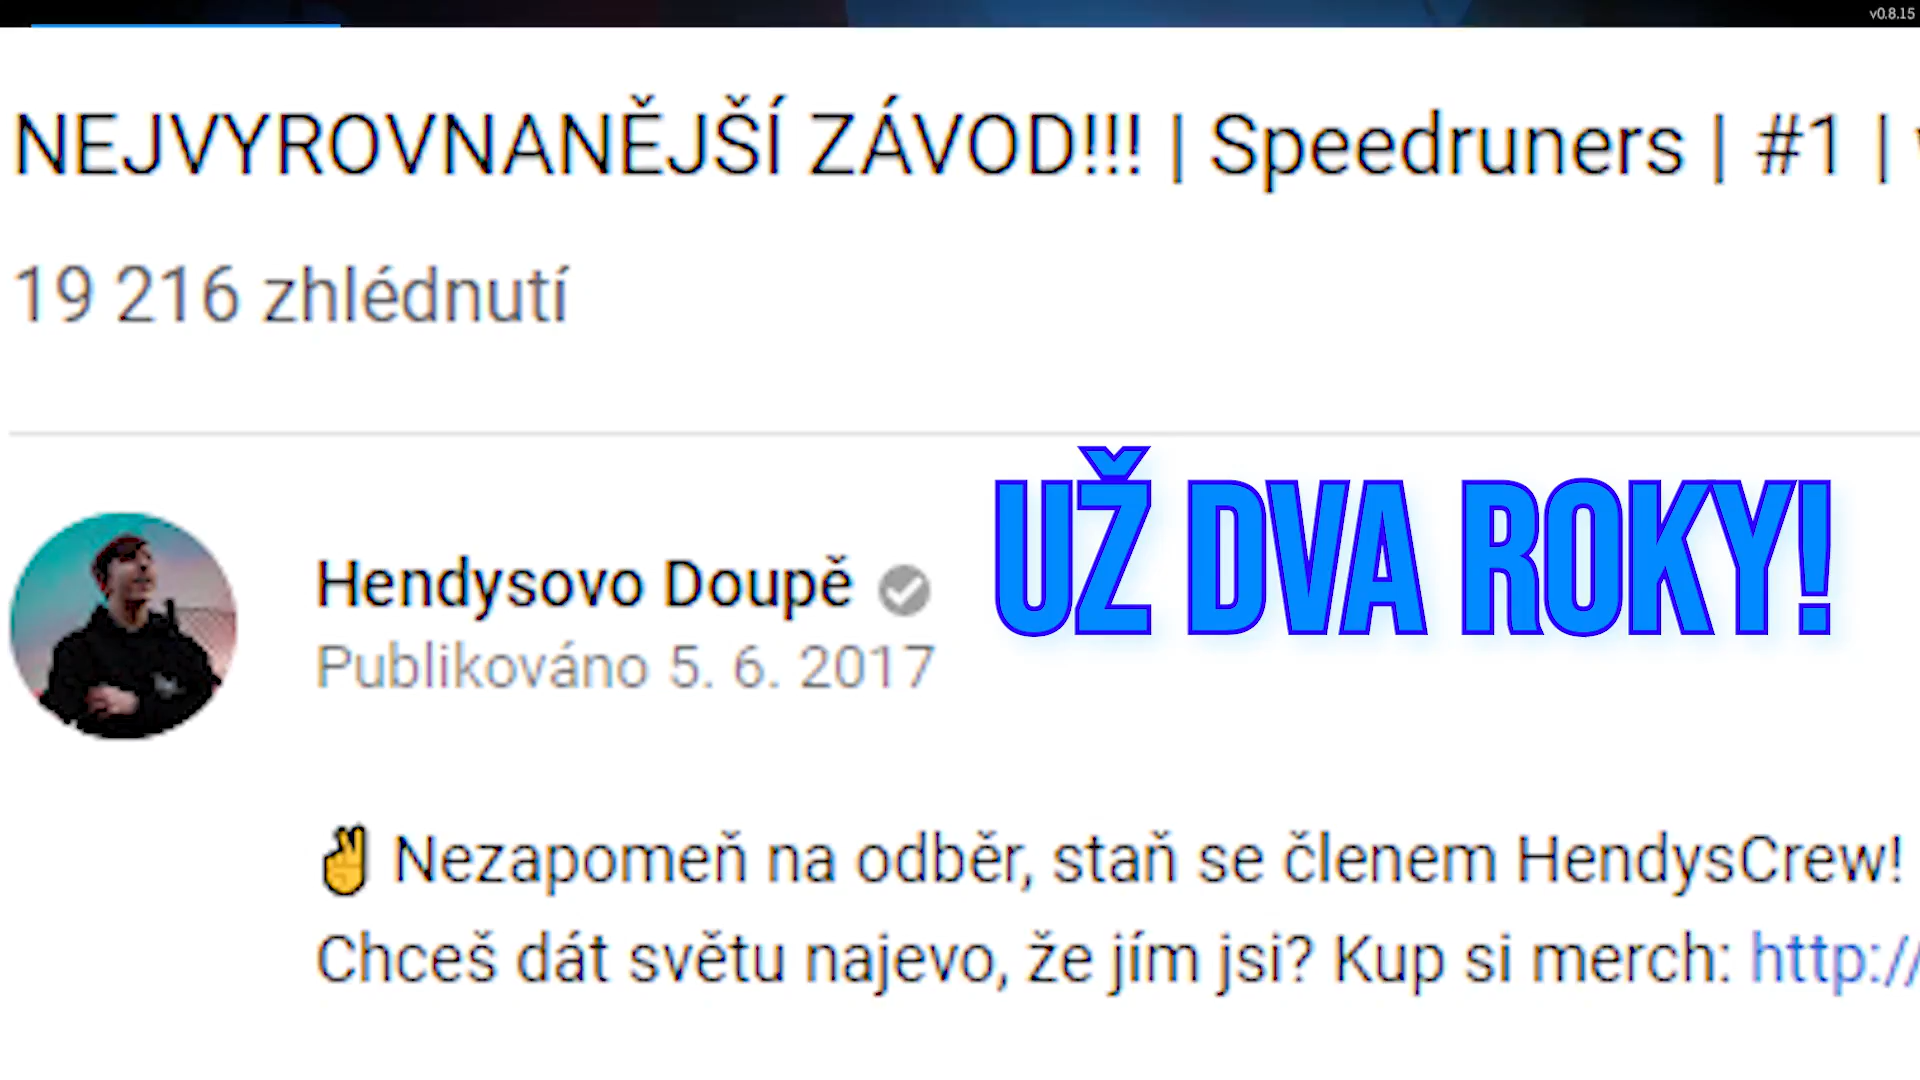 v0.8.15
NEJVYROVNANĚJŠÍ ZÁVOD!!! | Speedruners | #1 |
19 216 zhlédnutí
UŽ DVA ROKY!
Hendysovo Doupě
Publikováno 5. 6. 2017
✌ Nezapomeň na odběr, staň se členem HendysCrew!
Chceš dát světu najevo, že jím jsi? Kup si merch: http://